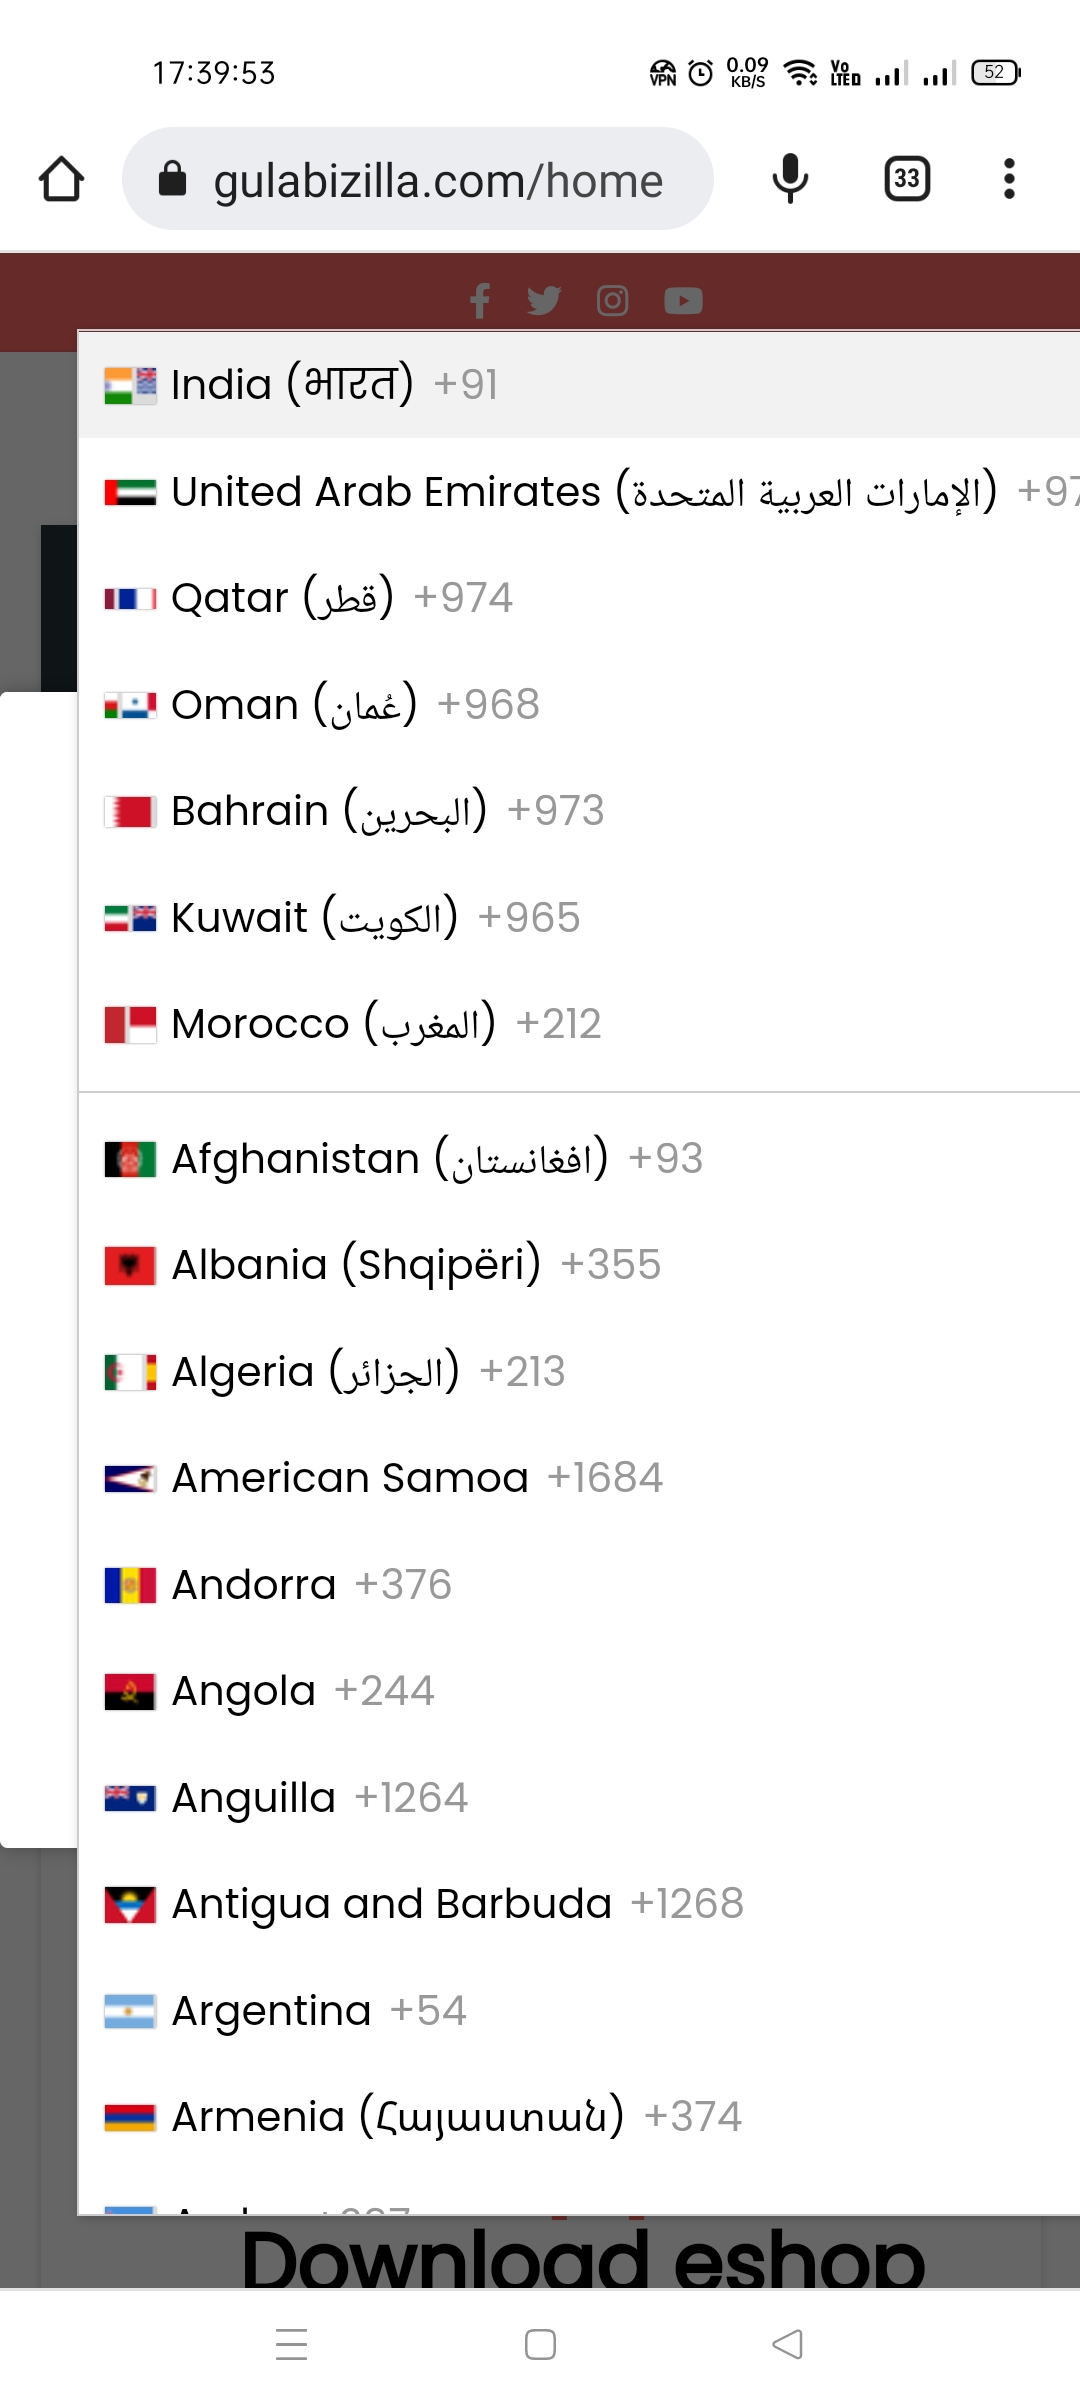 17:39:53
VPN 0.09 KB/S Vo LTED 52
gulabizilla.com/home 33
India (भारत) +91
United Arab Emirates (الإمارات العربية المتحدة) +97
Qatar (قطر) +974
Oman (عُمان) +968
Bahrain (البحرين) +973
Kuwait (الكويت) +965
Morocco (المغرب) +212
Afghanistan (افغانستان) +93
Albania (Shqipëri) +355
Algeria (الجزائر) +213
American Samoa +1684
Andorra +376
Angola +244
Anguilla +1264
Antigua and Barbuda +1268
Argentina +54
Armenia (Հայաստան) +374
Download eshop